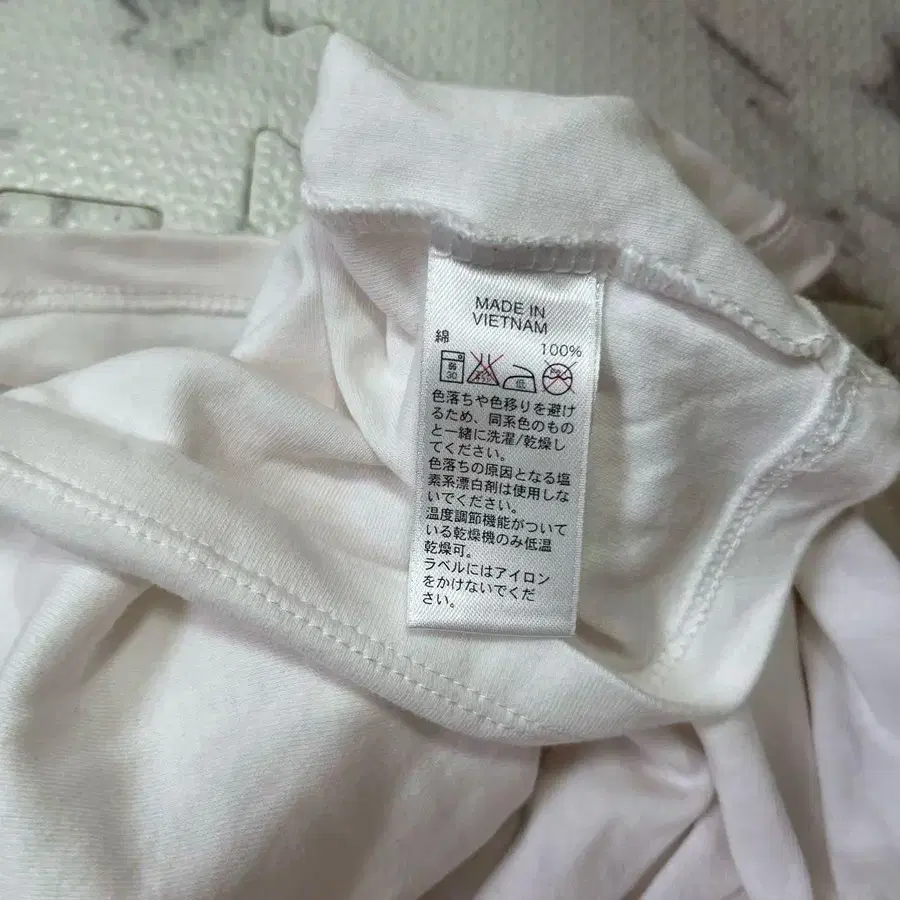 MADE IN
VIETNAM
綿 100%
弱
30
低
色落ちや色移りを避け
るため、同系色のもの
と一緒に洗濯/乾燥し
てください。
色落ちの原因となる塩
素系漂白剤は使用しな
いでください。
温度調節機能がついて
いる乾燥機のみ低温
乾燥可。
ラベルにはアイロン
をかけないでくだ
さい。